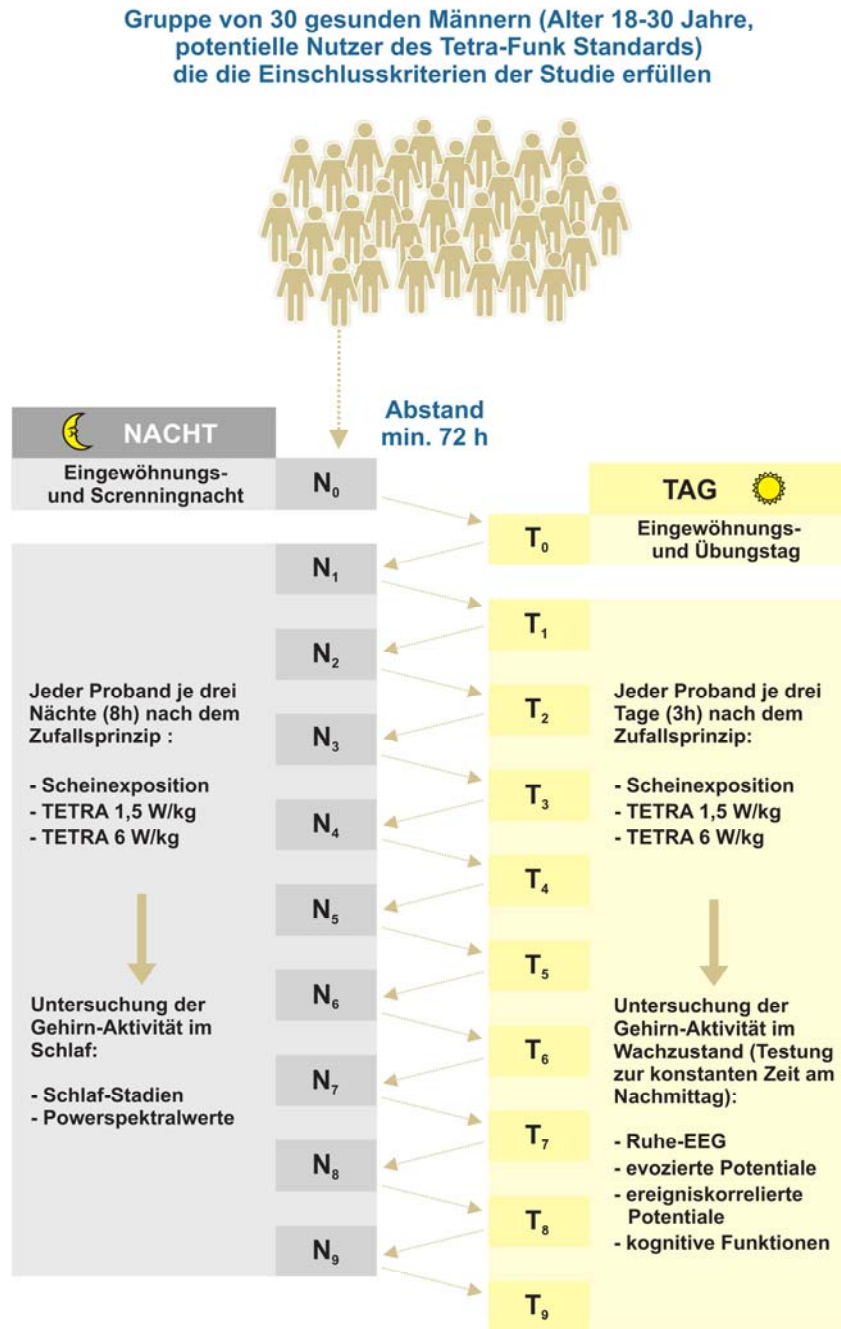 Gruppe von 30 gesunden Männern (Alter 18-30 Jahre,
potentielle Nutzer des Tetra-Funk Standards)
die die Einschlusskriterien der Studie erfüllen
Abstand
min. 72 h
NACHT
Eingewöhnungs-
und Screnningnacht
N₀
TAG
T₀
Eingewöhnungs-
und Übungstag
N₁
T₁
N₂
T₂
N₃
T₃
N₄
T₄
N₅
T₅
N₆
T₆
N₇
T₇
N₈
T₈
N₉
T₉
Jeder Proband je drei
Nächte (8h) nach dem
Zufallsprinzip :
- Scheinexposition
- TETRA 1,5 W/kg
- TETRA 6 W/kg
Untersuchung der
Gehirn-Aktivität im
Schlaf:
- Schlaf-Stadien
- Powerspektralwerte
Jeder Proband je drei
Tage (3h) nach dem
Zufallsprinzip:
- Scheinexposition
- TETRA 1,5 W/kg
- TETRA 6 W/kg
Untersuchung der
Gehirn-Aktivität im
Wachzustand (Testung
zur konstanten Zeit am
Nachmittag):
- Ruhe-EEG
- evozierte Potentiale
- ereigniskorrelierte
Potentiale
- kognitive Funktionen